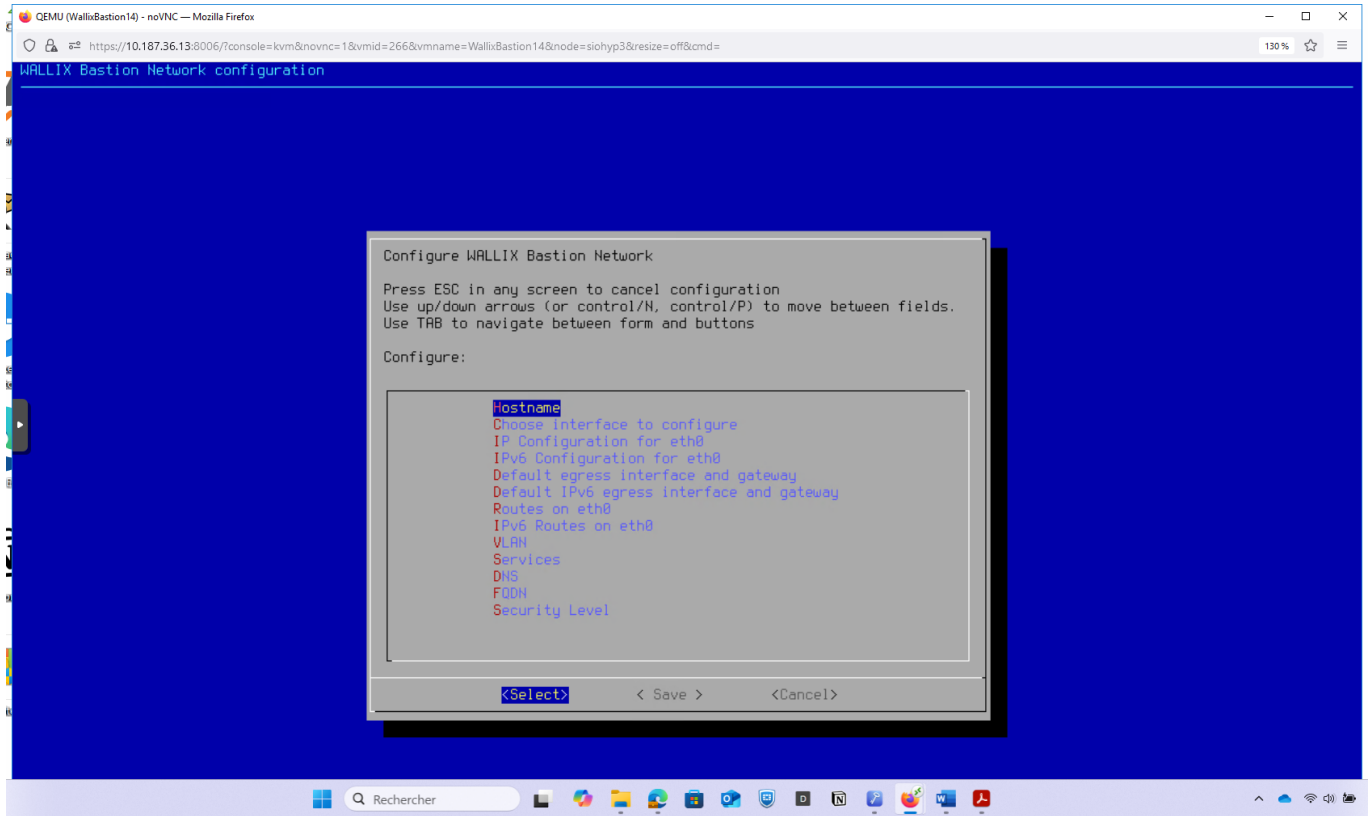 QEMU (WallixBastion14) - noVNC — Mozilla Firefox
https://10.187.36.13:8006/?console=kvm&novnc=1&vmid=266&vmname=WallixBastion14&node=siohyp3&resize=off&cmd=
130 %
WALLIX Bastion Network configuration
Configure WALLIX Bastion Network
Press ESC in any screen to cancel configuration
Use up/down arrows (or control/N, control/P) to move between fields.
Use TAB to navigate between form and buttons
Configure:
Hostname
Choose interface to configure
IP Configuration for eth0
IPv6 Configuration for eth0
Default egress interface and gateway
Default IPv6 egress interface and gateway
Routes on eth0
IPv6 Routes on eth0
VLAN
Services
DNS
FQDN
Security Level
<Select> < Save > <Cancel>
Rechercher